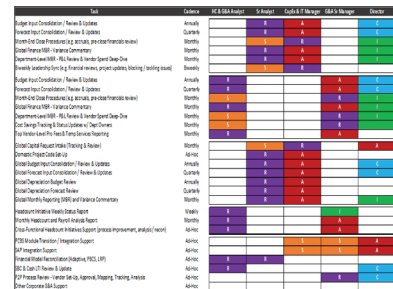 Task Cadence HC & G&A Analyst Sr Analyst CapEx & IT Manager G&A Sr Manager Director
Budget Input Consolidation / Review & Updates Annually R A C
Forecast Input Consolidation / Review & Updates Quarterly R A C
Month-End Close Procedures (e.g. accruals, pre-close financials review) Monthly S R I
Global Finance MBR - Variance Commentary Monthly R A I
Department-Level MBR - P&L Review & Vendor Spend Deep-Dive Monthly R A I
Biweekly Leadership Sync (e.g. financial reviews, project updates, blocking / tackling issues) Biweekly S R
Budget Input Consolidation / Review & Updates Annually R A C
Forecast Input Consolidation / Review & Updates Quarterly R A C
Month-End Close Procedures (e.g. accruals, pre-close financials review) Monthly S R I
Global Finance MBR - Variance Commentary Monthly R A I
Department-Level MBR - P&L Review & Vendor Spend Deep-Dive Monthly S R I
Cost Savings Tracking & Status Updates w/ Dept Owners Monthly S R I
Top Vendor-Level Pro Fees & Temp Services Reporting Monthly R A
Global Capital Request Intake (Tracking & Review) Monthly S R A
Domestic Project Code Set-Up Ad-Hoc R A
Global Budget Input Consolidation / Review & Updates Annually R A C
Global Forecast Input Consolidation / Review & Updates Quarterly R A C
Global Depreciation Budget Review Annually R A
Global Depreciation Forecast Review Quarterly R A
Global Monthly Reporting (MBR) and Variance Commentary Monthly R A I
Headcount Initiative Weekly Status Report Weekly R I
Monthly Headcount and Payroll Analysis Report Monthly R A
Cross-Functional Headcount Initiatives Support (process improvement, analysis / recon) Ad-Hoc R A
PCBS Module Transition / Integration Support Ad-Hoc S S A
SAP Integration Support Ad-Hoc S S A
Financial Model Reconciliation (Adaptive, PBCS, LRF) Ad-Hoc R R
SBC & Cash LTI Review & Update Ad-Hoc R C
P2P Process Review - Vendor Set-Up, Approval, Mapping, Tracking, Analysis Ad-Hoc R C
Other Corporate G&A Support Ad-Hoc